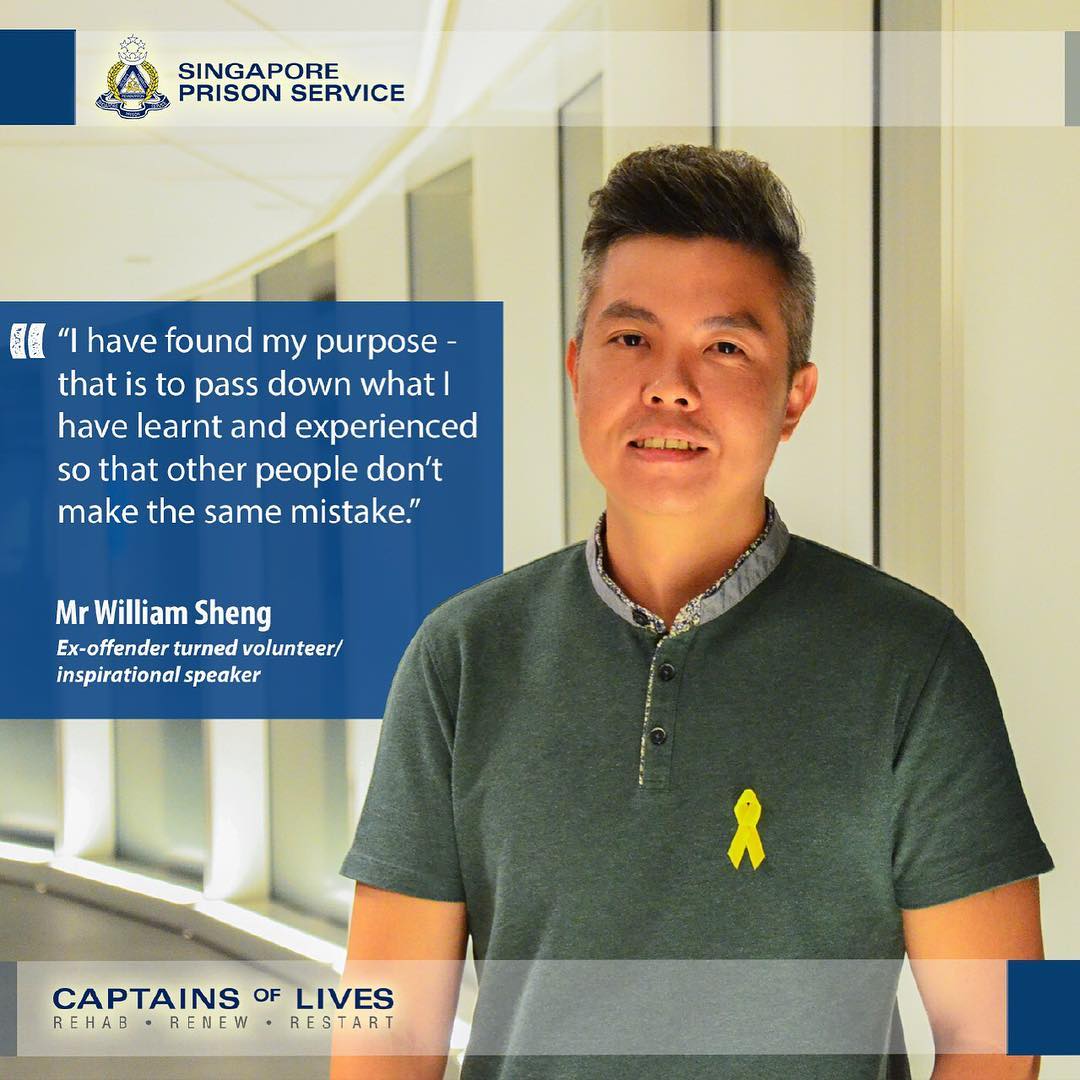 SINGAPORE
PRISON SERVICE
“I have found my purpose -
that is to pass down what I
have learnt and experienced
so that other people don’t
make the same mistake.”
Mr William Sheng
Ex-offender turned volunteer/
inspirational speaker
CAPTAINS OF LIVES
REHAB • RENEW • RESTART